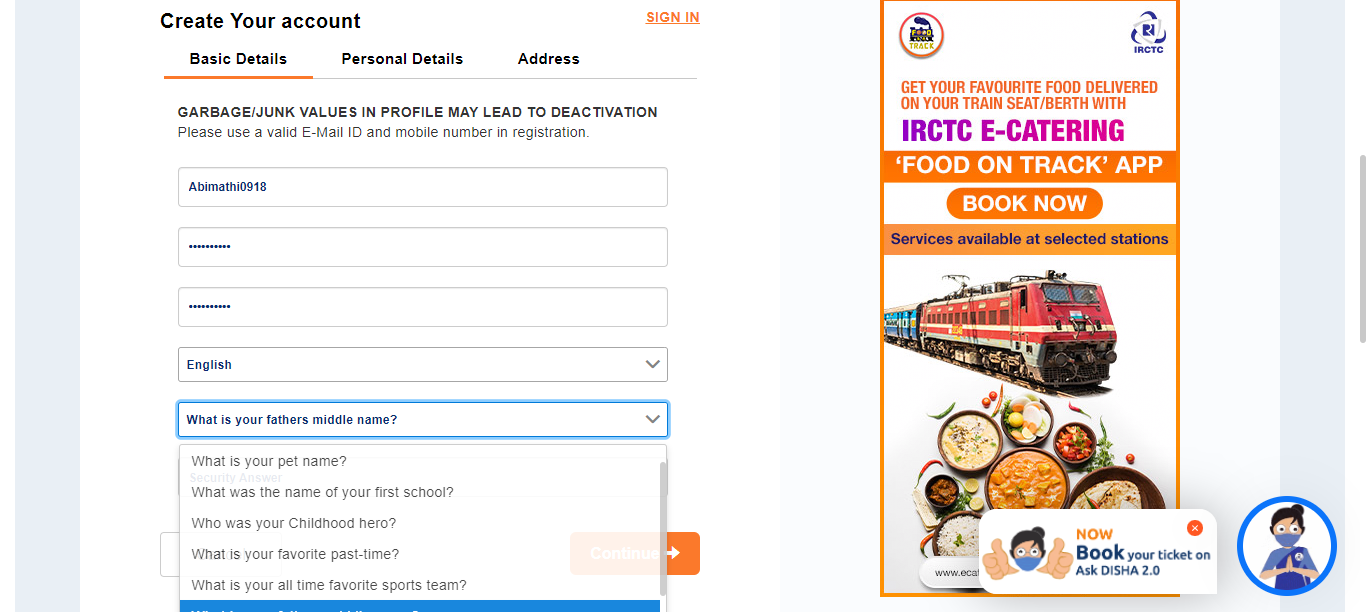 Create Your account
SIGN IN
Basic Details
Personal Details
Address
GARBAGE/JUNK VALUES IN PROFILE MAY LEAD TO DEACTIVATION
Please use a valid E-Mail ID and mobile number in registration.
Abimathi0918
••••••••••
••••••••••
English
What is your fathers middle name?
What is your pet name?
Security Answer
What was the name of your first school?
Who was your Childhood hero?
What is your favorite past-time?
What is your all time favorite sports team?
Continue
FOOD
TRACK
IRCTC
GET YOUR FAVOURITE FOOD DELIVERED
ON YOUR TRAIN SEAT/BERTH WITH
IRCTC E-CATERING
‘FOOD ON TRACK’ APP
BOOK NOW
Services available at selected stations
www.ecat
NOW
Book your ticket on
Ask DISHA 2.0